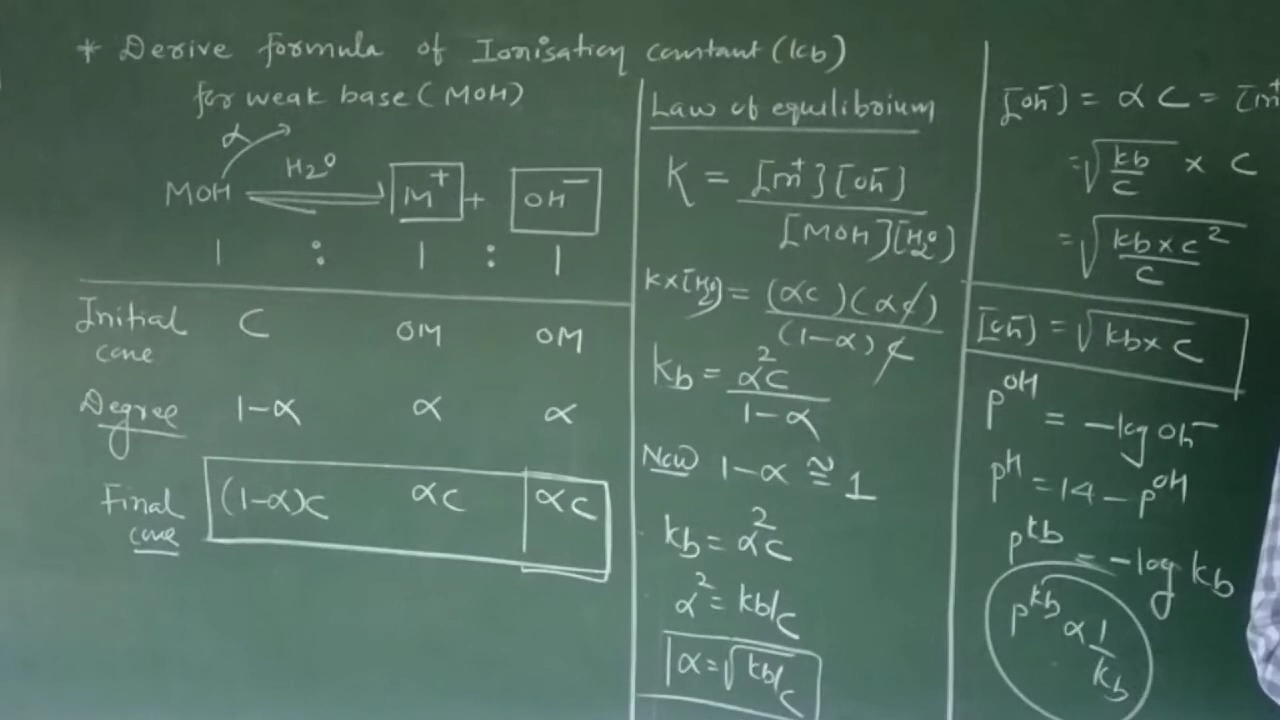 * Derive formula of Ionisation constant (kb)
for weak base (MOH)
α
H₂O
MOH ⇌ M⁺ + OH⁻
1 : 1 : 1
Initial conc C OM OM
Degree 1-α α α
Final conc (1-α)C αC αC
Law of equilibrium
K = [M⁺][OH⁻] / [MOH][H₂O]
K×[H₂O] = (αC)(αC) / (1-α)C
kb = α²C / 1-α
Now 1-α ≅ 1
kb = α²C
α² = kb/C
α = √kb/C
[OH⁻] = αC = [M⁺
= √(kb/C) × C
= √(kb×C²/C)
[OH⁻] = √kb×C
pOH = -log OH⁻
pH = 14 - pOH
pkb = -log kb
pkb α 1/kb